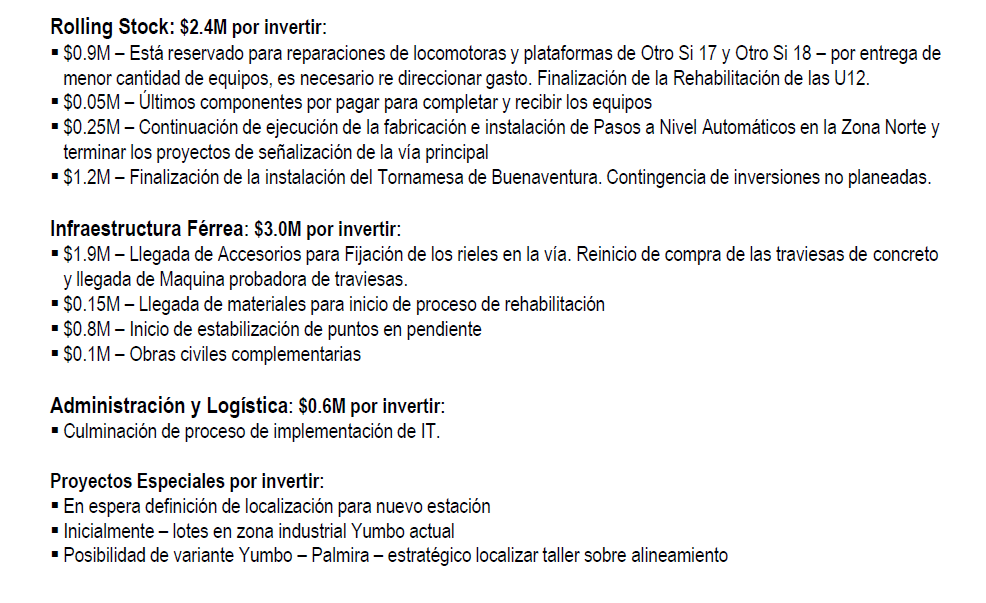 Rolling Stock: $2.4M por invertir:
▪ $0.9M – Está reservado para reparaciones de locomotoras y plataformas de Otro Si 17 y Otro Si 18 – por entrega de
menor cantidad de equipos, es necesario re direccionar gasto. Finalización de la Rehabilitación de las U12.
▪ $0.05M – Últimos componentes por pagar para completar y recibir los equipos
▪ $0.25M – Continuación de ejecución de la fabricación e instalación de Pasos a Nivel Automáticos en la Zona Norte y
terminar los proyectos de señalización de la vía principal
▪ $1.2M – Finalización de la instalación del Tornamesa de Buenaventura. Contingencia de inversiones no planeadas.
Infraestructura Férrea: $3.0M por invertir:
▪ $1.9M – Llegada de Accesorios para Fijación de los rieles en la vía. Reinicio de compra de las traviesas de concreto
y llegada de Maquina probadora de traviesas.
▪ $0.15M – Llegada de materiales para inicio de proceso de rehabilitación
▪ $0.8M – Inicio de estabilización de puntos en pendiente
▪ $0.1M – Obras civiles complementarias
Administración y Logística: $0.6M por invertir:
▪ Culminación de proceso de implementación de IT.
Proyectos Especiales por invertir:
▪ En espera definición de localización para nuevo estación
▪ Inicialmente – lotes en zona industrial Yumbo actual
▪ Posibilidad de variante Yumbo – Palmira – estratégico localizar taller sobre alineamiento